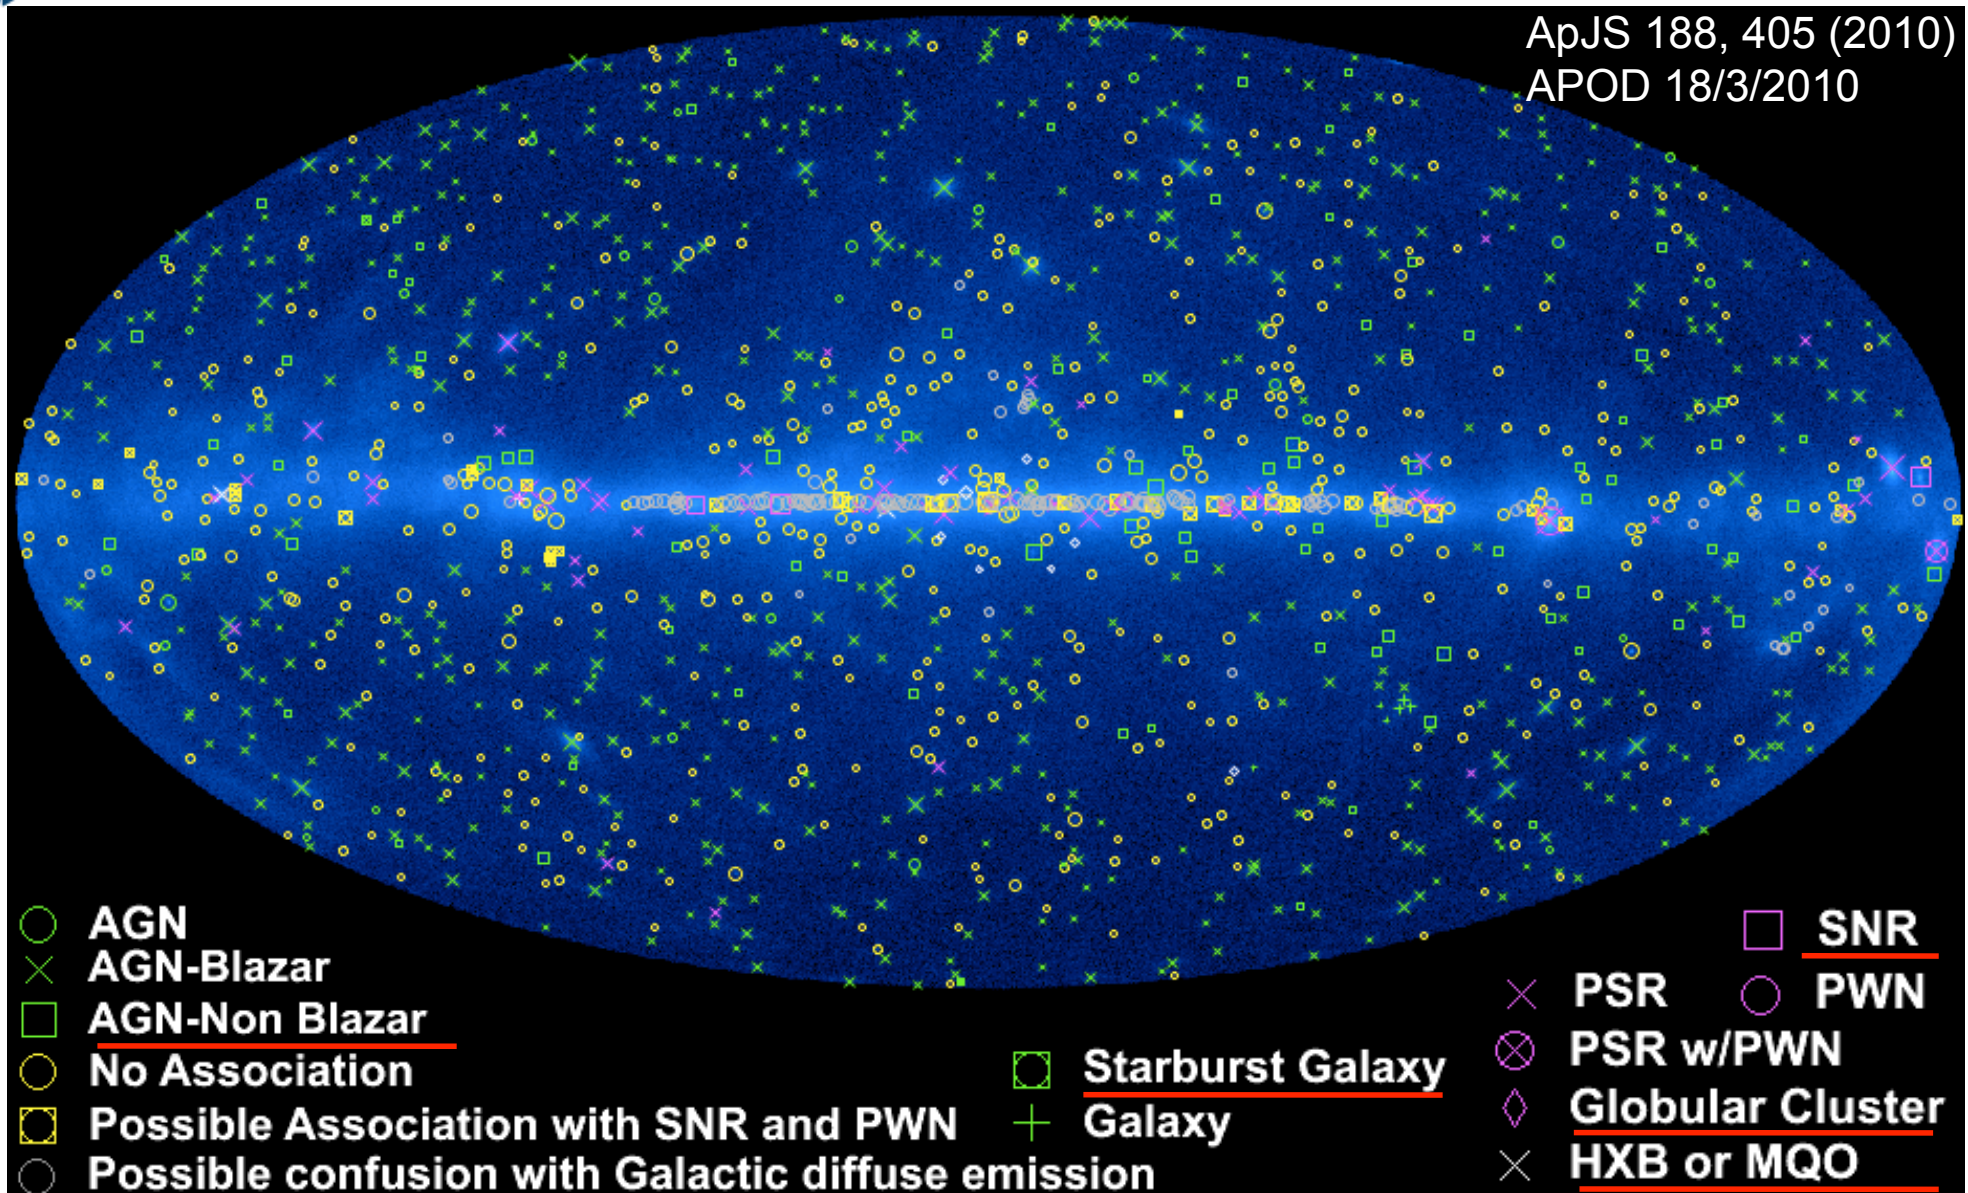 ApJS 188, 405 (2010)
APOD 18/3/2010
AGN
AGN-Blazar
AGN-Non Blazar
No Association
Possible Association with SNR and PWN
Possible confusion with Galactic diffuse emission
Starburst Galaxy
Galaxy
SNR
PSR
PWN
PSR w/PWN
Globular Cluster
HXB or MQO